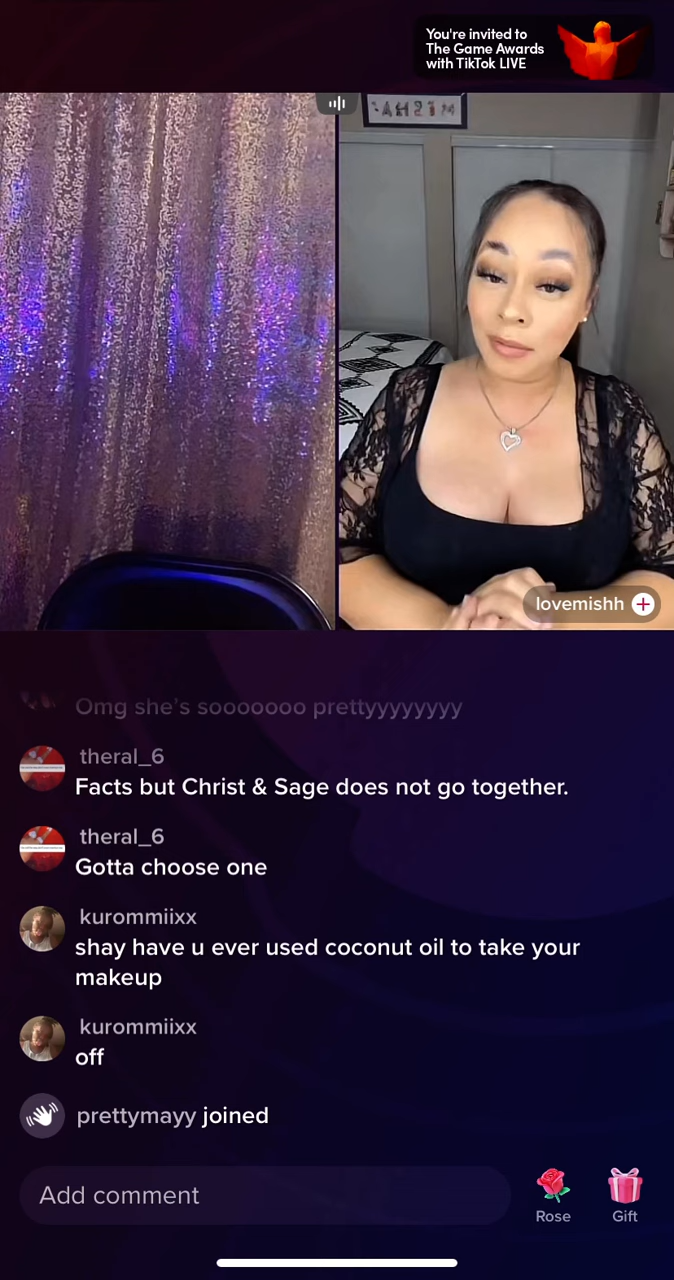 You're invited to
The Game Awards
with TikTok LIVE
lovemishh
Omg she's sooooooo prettyyyyyyyy
theral_6
Facts but Christ & Sage does not go together.
theral_6
Gotta choose one
kurommiixx
shay have u ever used coconut oil to take your
makeup
kurommiixx
off
prettymayy joined
Add comment
Rose
Gift